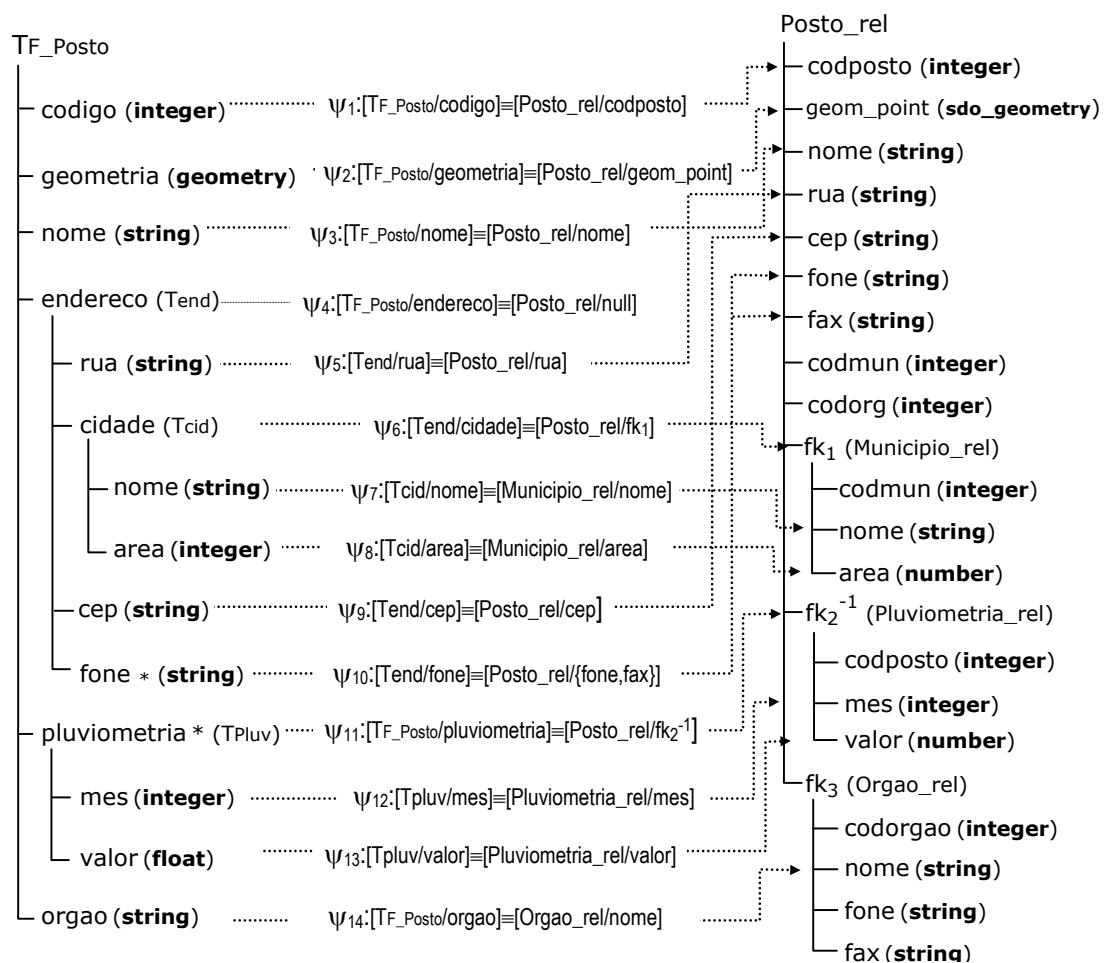 TF_Posto
codigo (integer)
geometria (geometry)
nome (string)
endereco (Tend)
rua (string)
cidade (Tcid)
nome (string)
area (integer)
cep (string)
fone * (string)
pluviometria * (TPluv)
mes (integer)
valor (float)
orgao (string)
ψ1:[TF_Posto/codigo]≡[Posto_rel/codposto]
ψ2:[TF_Posto/geometria]≡[Posto_rel/geom_point]
ψ3:[TF_Posto/nome]≡[Posto_rel/nome]
ψ4:[TF_Posto/endereco]≡[Posto_rel/null]
ψ5:[Tend/rua]≡[Posto_rel/rua]
ψ6:[Tend/cidade]≡[Posto_rel/fk1]
ψ7:[Tcid/nome]≡[Municipio_rel/nome]
ψ8:[Tcid/area]≡[Municipio_rel/area]
ψ9:[Tend/cep]≡[Posto_rel/cep]
ψ10:[Tend/fone]≡[Posto_rel/{fone,fax}]
ψ11:[TF_Posto/pluviometria]≡[Posto_rel/fk2-1]
ψ12:[Tpluv/mes]≡[Pluviometria_rel/mes]
ψ13:[Tpluv/valor]≡[Pluviometria_rel/valor]
ψ14:[TF_Posto/orgao]≡[Orgao_rel/nome]
Posto_rel
codposto (integer)
geom_point (sdo_geometry)
nome (string)
rua (string)
cep (string)
fone (string)
fax (string)
codmun (integer)
codorg (integer)
fk1 (Municipio_rel)
codmun (integer)
nome (string)
area (number)
fk2-1 (Pluviometria_rel)
codposto (integer)
mes (integer)
valor (number)
fk3 (Orgao_rel)
codorgao (integer)
nome (string)
fone (string)
fax (string)